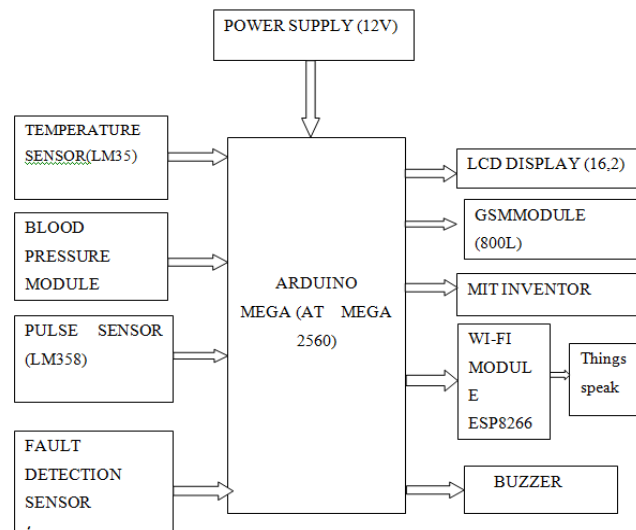 POWER SUPPLY (12V)
TEMPERATURE
SENSOR(LM35)
BLOOD
PRESSURE
MODULE
PULSE SENSOR
(LM358)
FAULT
DETECTION
SENSOR
ARDUINO
MEGA (AT MEGA
2560)
LCD DISPLAY (16,2)
GSMMODULE
(800L)
MIT INVENTOR
WI-FI
MODUL
E
ESP8266
Things
speak
BUZZER